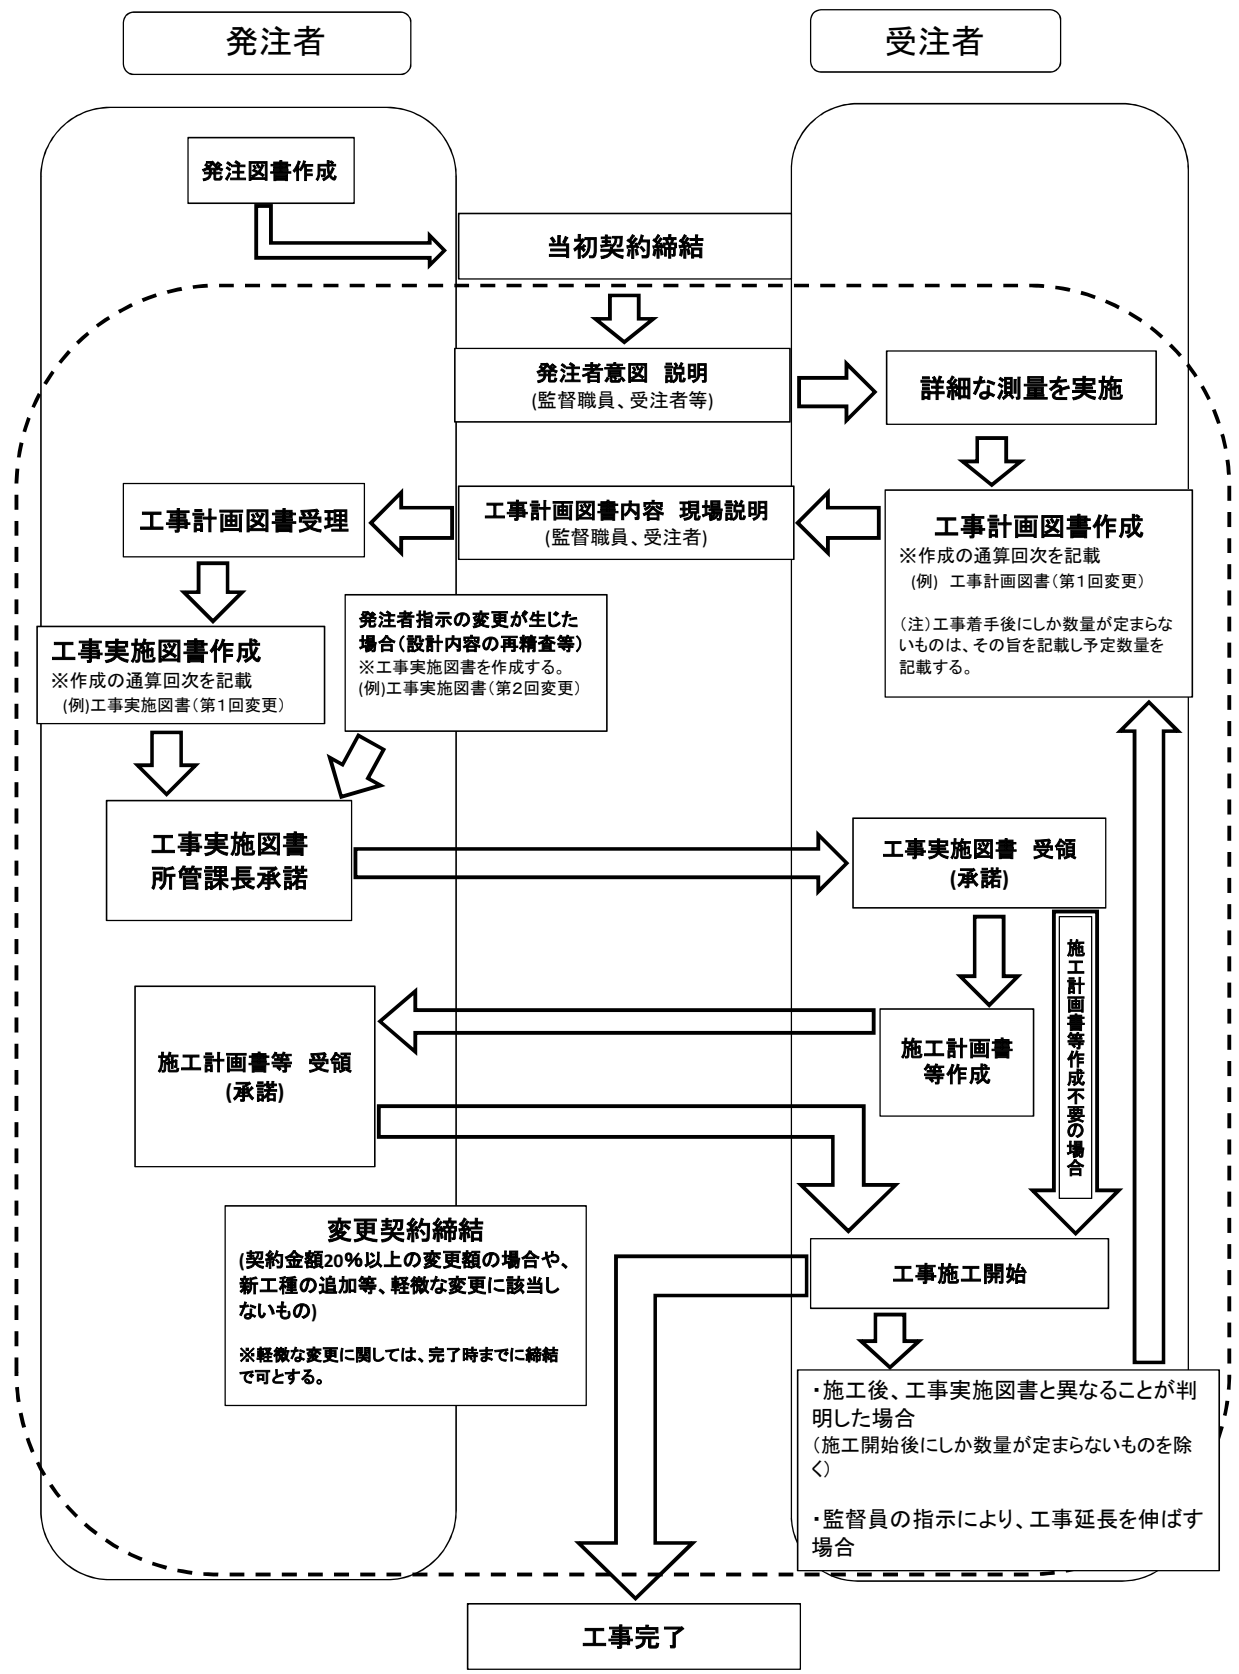 発注者
受注者
発注図書作成
当初契約締結
発注者意図　説明
(監督職員、受注者等)
詳細な測量を実施
工事計画図書作成
※作成の通算回次を記載
(例)　工事計画図書（第１回変更）
（注）工事着手後にしか数量が定まらな
いものは、その旨を記載し予定数量を
記載する。
工事計画図書内容　現場説明
(監督職員、受注者)
工事計画図書受理
工事実施図書作成
※作成の通算回次を記載
(例)工事実施図書（第１回変更）
発注者指示の変更が生じた
場合（設計内容の再精査等）
※工事実施図書を作成する。
(例)工事実施図書（第２回変更）
工事実施図書
所管課長承諾
工事実施図書　受領
(承諾)
施工計画書等作成不要の場合
施工計画書
等作成
施工計画書等　受領
(承諾)
変更契約締結
(契約金額20％以上の変更額の場合や、
新工種の追加等、軽微な変更に該当し
ないもの)
※軽微な変更に関しては、完了時までに締結
で可とする。
工事施工開始
・施工後、工事実施図書と異なることが判
明した場合
（施工開始後にしか数量が定まらないものを除
く）
・監督員の指示により、工事延長を伸ばす
場合
工事完了